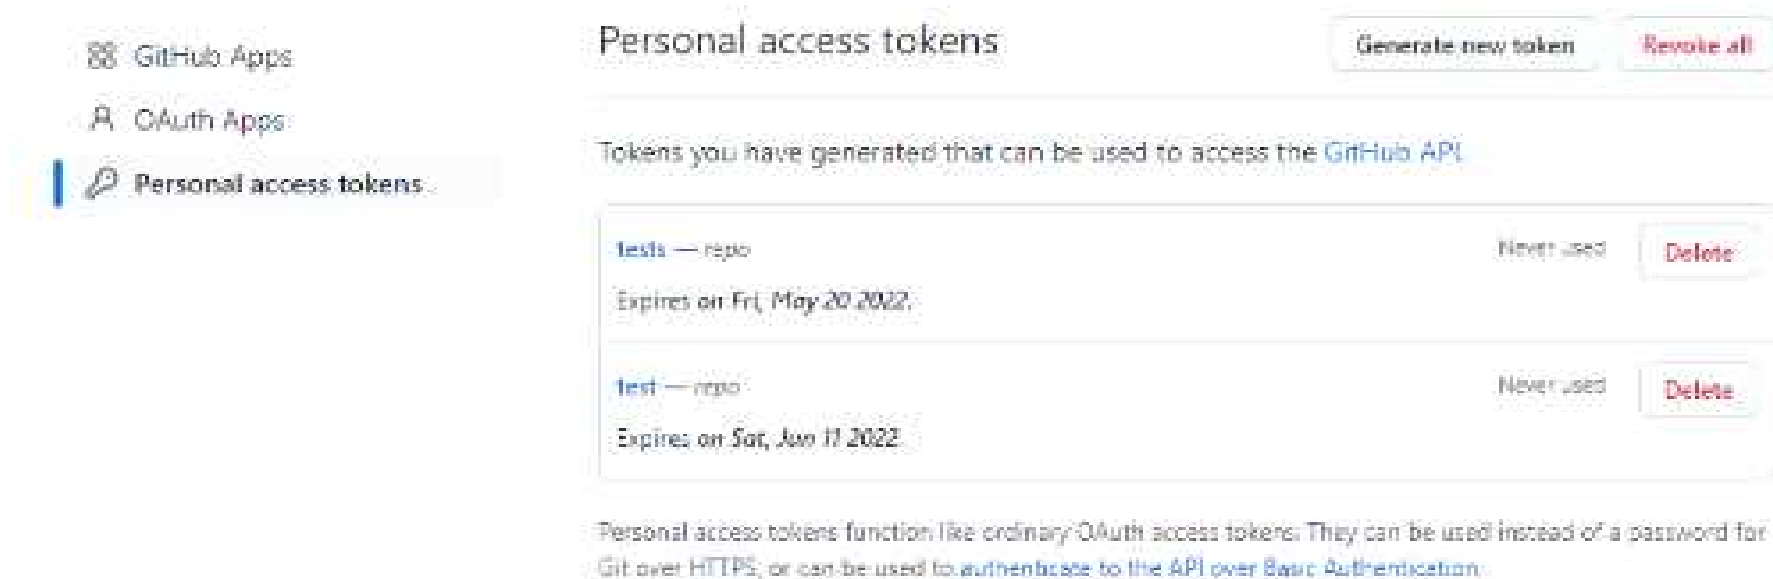 GitHub Apps
OAuth Apps
Personal access tokens
Personal access tokens
Generate new token
Revoke all
Tokens you have generated that can be used to access the GitHub API.
tests — repo
Never used
Delete
Expires on Fri, May 20 2022.
test — repo
Never used
Delete
Expires on Sat, Jun 11 2022.
Personal access tokens function like ordinary OAuth access tokens. They can be used instead of a password for
Git over HTTPS, or can be used to authenticate to the API over Basic Authentication.